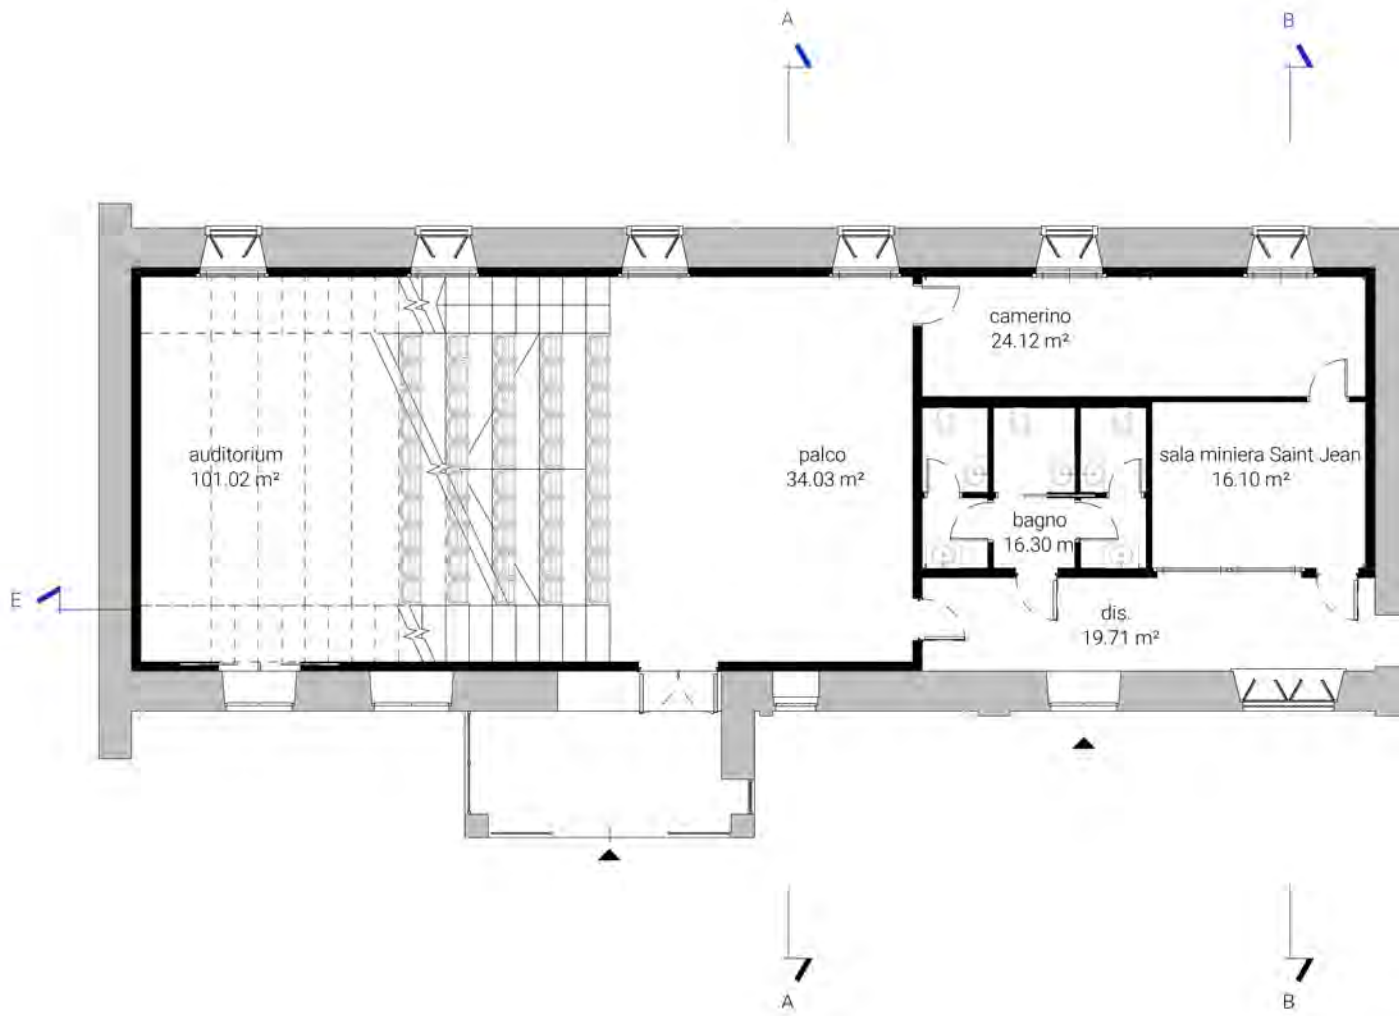 A
B
camerino
24.12 m²
auditorium
101.02 m²
palco
34.03 m²
sala miniera Saint Jean
16.10 m²
bagno
16.30 m
E
dis.
19.71 m²
A
B